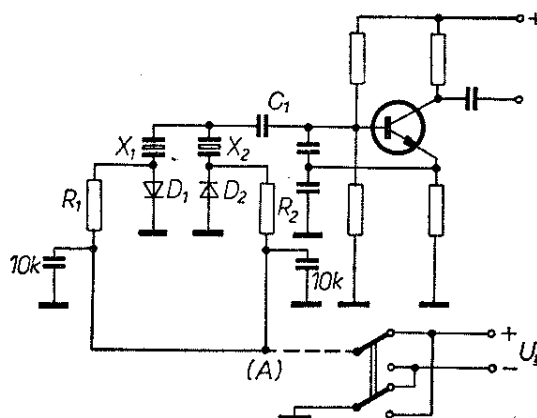 +
C₁
X₁
X₂
D₁
D₂
R₁
R₂
10k
10k
(A)
+
−